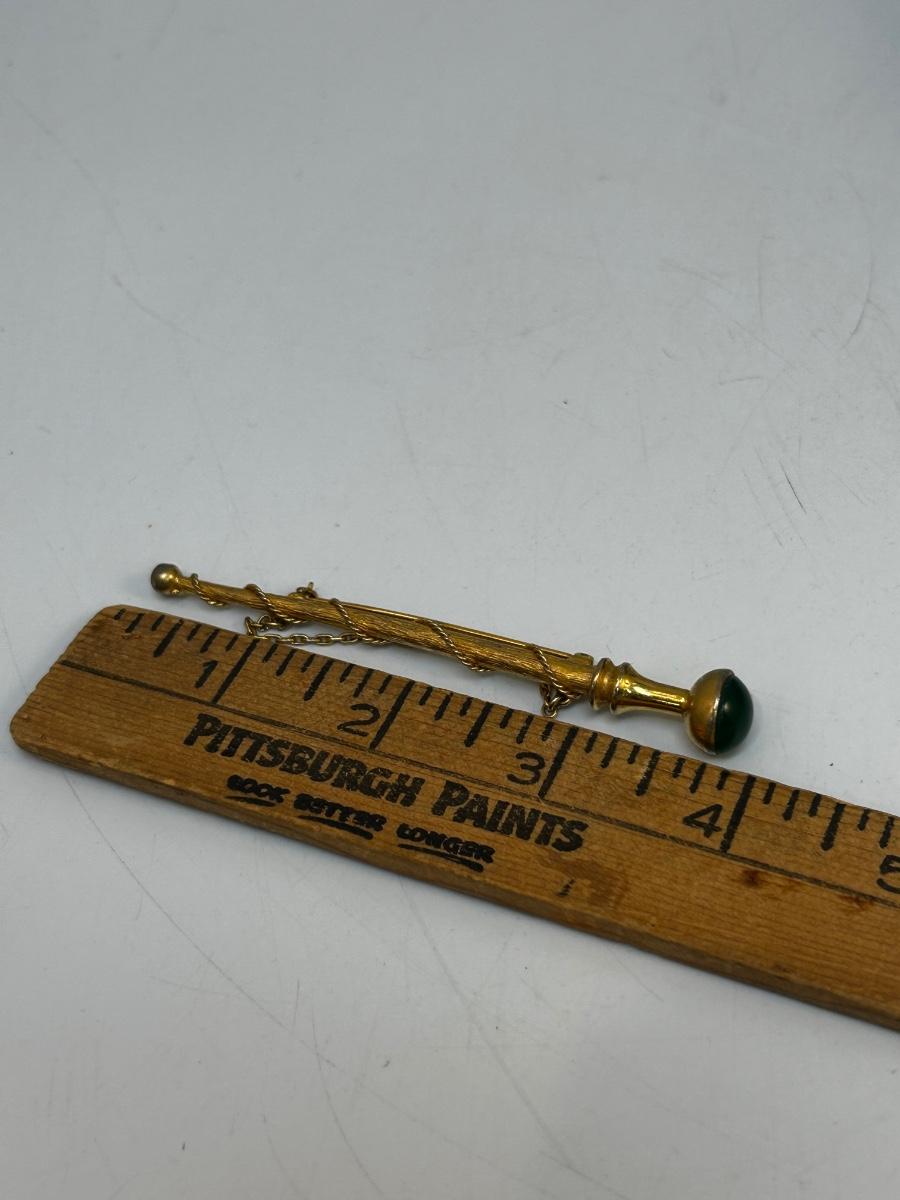 1 2 3 4 5
PITTSBURGH PAINTS
LOOK BETTER LONGER